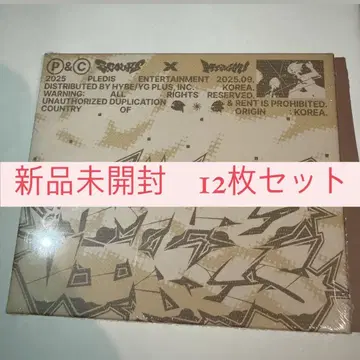 Ⓟ&Ⓒ X
2025 PLEDIS ENTERTAINMENT 2025.09.
DISTRIBUTED BY HYBE/YG PLUS, INC. KOREA.
WARNING: ALL RIGHTS RESERVED.
UNAUTHORIZED DUPLICATION & RENT IS PROHIBITED.
COUNTRY OF ORIGIN : KOREA.
新品未開封 12枚セット